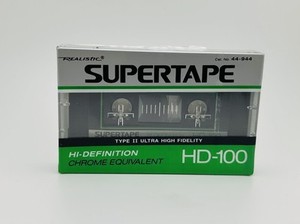 REALISTIC®
Cat. No. 44-944
SUPERTAPE
TYPE II ULTRA HIGH FIDELITY
SUPERTAPE
HI-DEFINITION
CHROME EQUIVALENT
HD-100